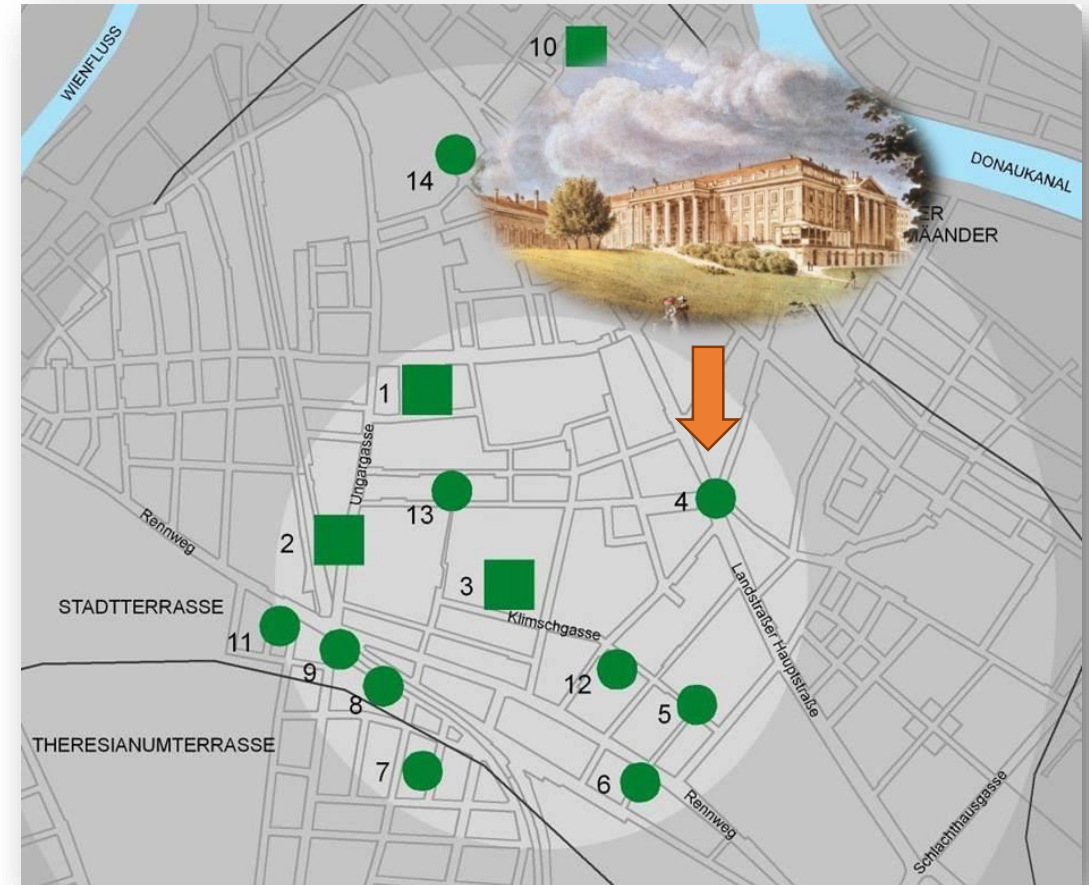 WIENFLUSS
10
DONAUKANAL
14
ER
ÄANDER
1
Ungargasse
13
4
Rennweg
2
3
Klimschgasse
Landstraßer Hauptstraße
STADTTERRASSE
11
9
12
8
5
THERESIANUMTERRASSE
7
6
Rennweg
Schlachthausgasse